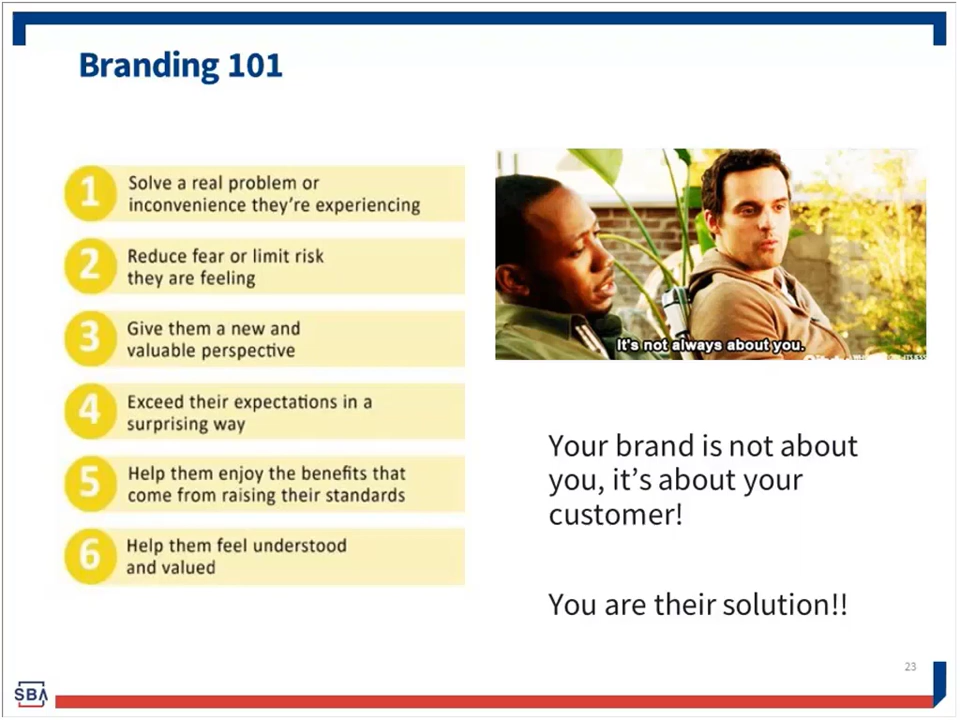 Branding 101
1
Solve a real problem or
inconvenience they're experiencing
2
Reduce fear or limit risk
they are feeling
3
Give them a new and
valuable perspective
4
Exceed their expectations in a
surprising way
5
Help them enjoy the benefits that
come from raising their standards
6
Help them feel understood
and valued
It's not always about you.
Your brand is not about
you, it's about your
customer!
You are their solution!!
23
SBA